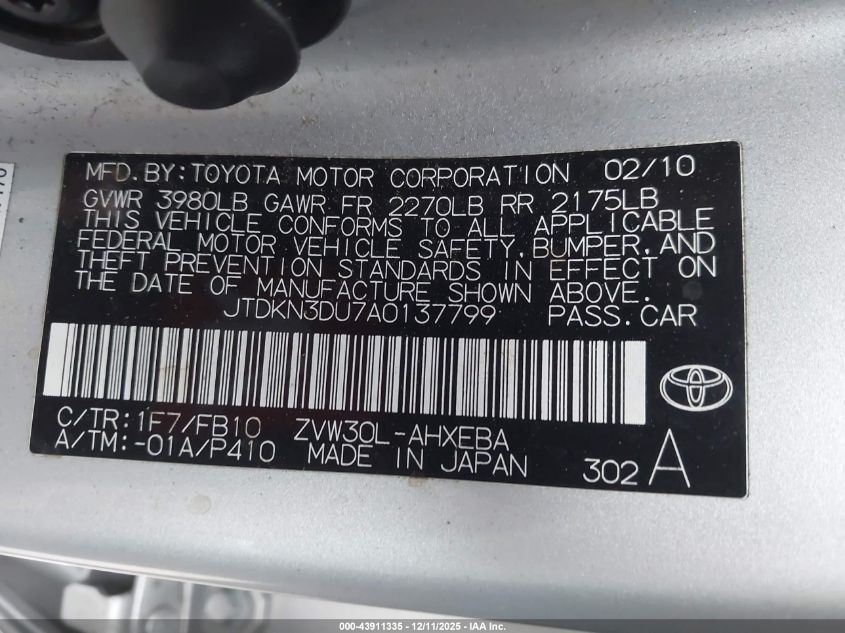 MFD. BY: TOYOTA MOTOR CORPORATION 02/10
GVWR 3980LB GAWR FR 2270LB RR 2175LB
THIS VEHICLE CONFORMS TO ALL APPLICABLE
FEDERAL MOTOR VEHICLE SAFETY, BUMPER, AND
THEFT PREVENTION STANDARDS IN EFFECT ON
THE DATE OF MANUFACTURE SHOWN ABOVE.
JTDKN3DU7A0137799 PASS. CAR
C/TR: 1F7/FB10 ZVW30L-AHXEBA
A/TM: -01A/P410 MADE IN JAPAN
302 A
000-43911335 - 12/11/2025 - IAA Inc.